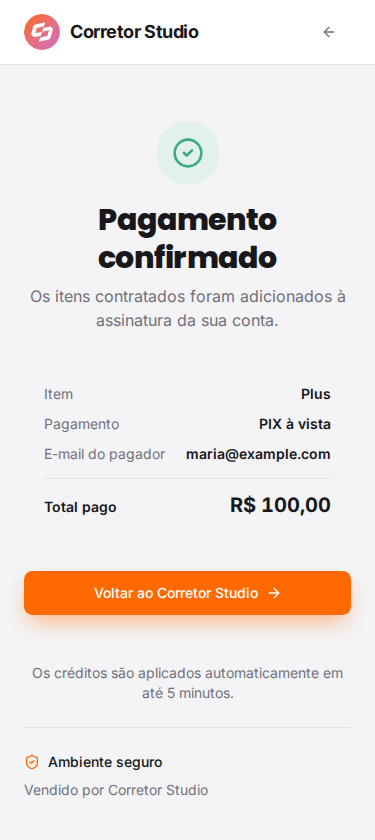 Corretor Studio
Pagamento
confirmado
Os itens contratados foram adicionados à
assinatura da sua conta.
Item Plus
Pagamento PIX à vista
E-mail do pagador maria@example.com
Total pago R$ 100,00
Voltar ao Corretor Studio
Os créditos são aplicados automaticamente em
até 5 minutos.
Ambiente seguro
Vendido por Corretor Studio